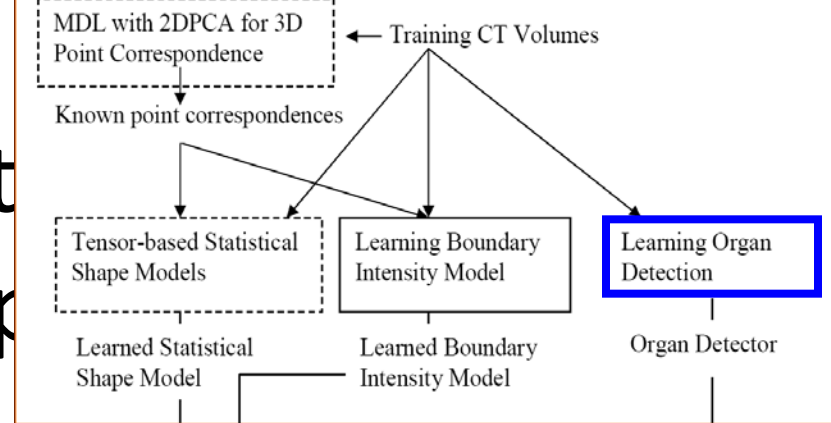 MDL with 2DPCA for 3D
Point Correspondence
Training CT Volumes
Known point correspondences
Tensor-based Statistical
Shape Models
Learning Boundary
Intensity Model
Learning Organ
Detection
Learned Statistical
Shape Model
Learned Boundary
Intensity Model
Organ Detector